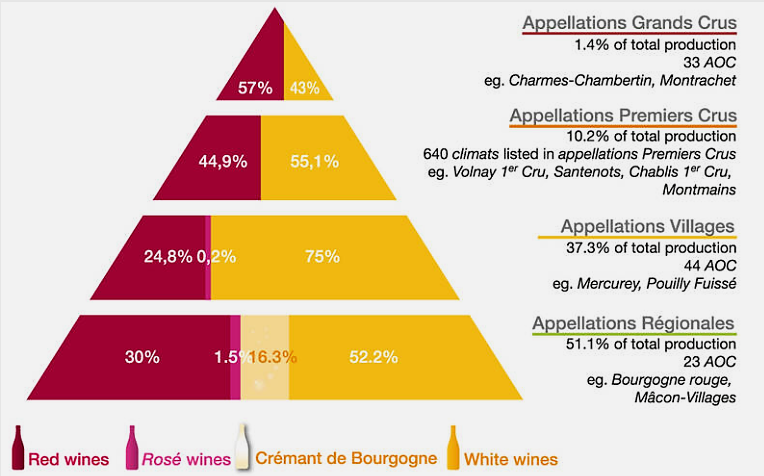 Appellations Grands Crus
1.4% of total production
33 AOC
eg. Charmes-Chambertin, Montrachet
57% 43%
Appellations Premiers Crus
10.2% of total production
640 climats listed in appellations Premiers Crus
eg. Volnay 1er Cru, Santenots, Chablis 1er Cru,
Montmains
44,9% 55,1%
Appellations Villages
37.3% of total production
44 AOC
eg. Mercurey, Pouilly Fuissé
24,8% 0,2% 75%
Appellations Régionales
51.1% of total production
23 AOC
eg. Bourgogne rouge,
Mâcon-Villages
30% 1.5% 16.3% 52.2%
Red wines Rosé wines Crémant de Bourgogne White wines